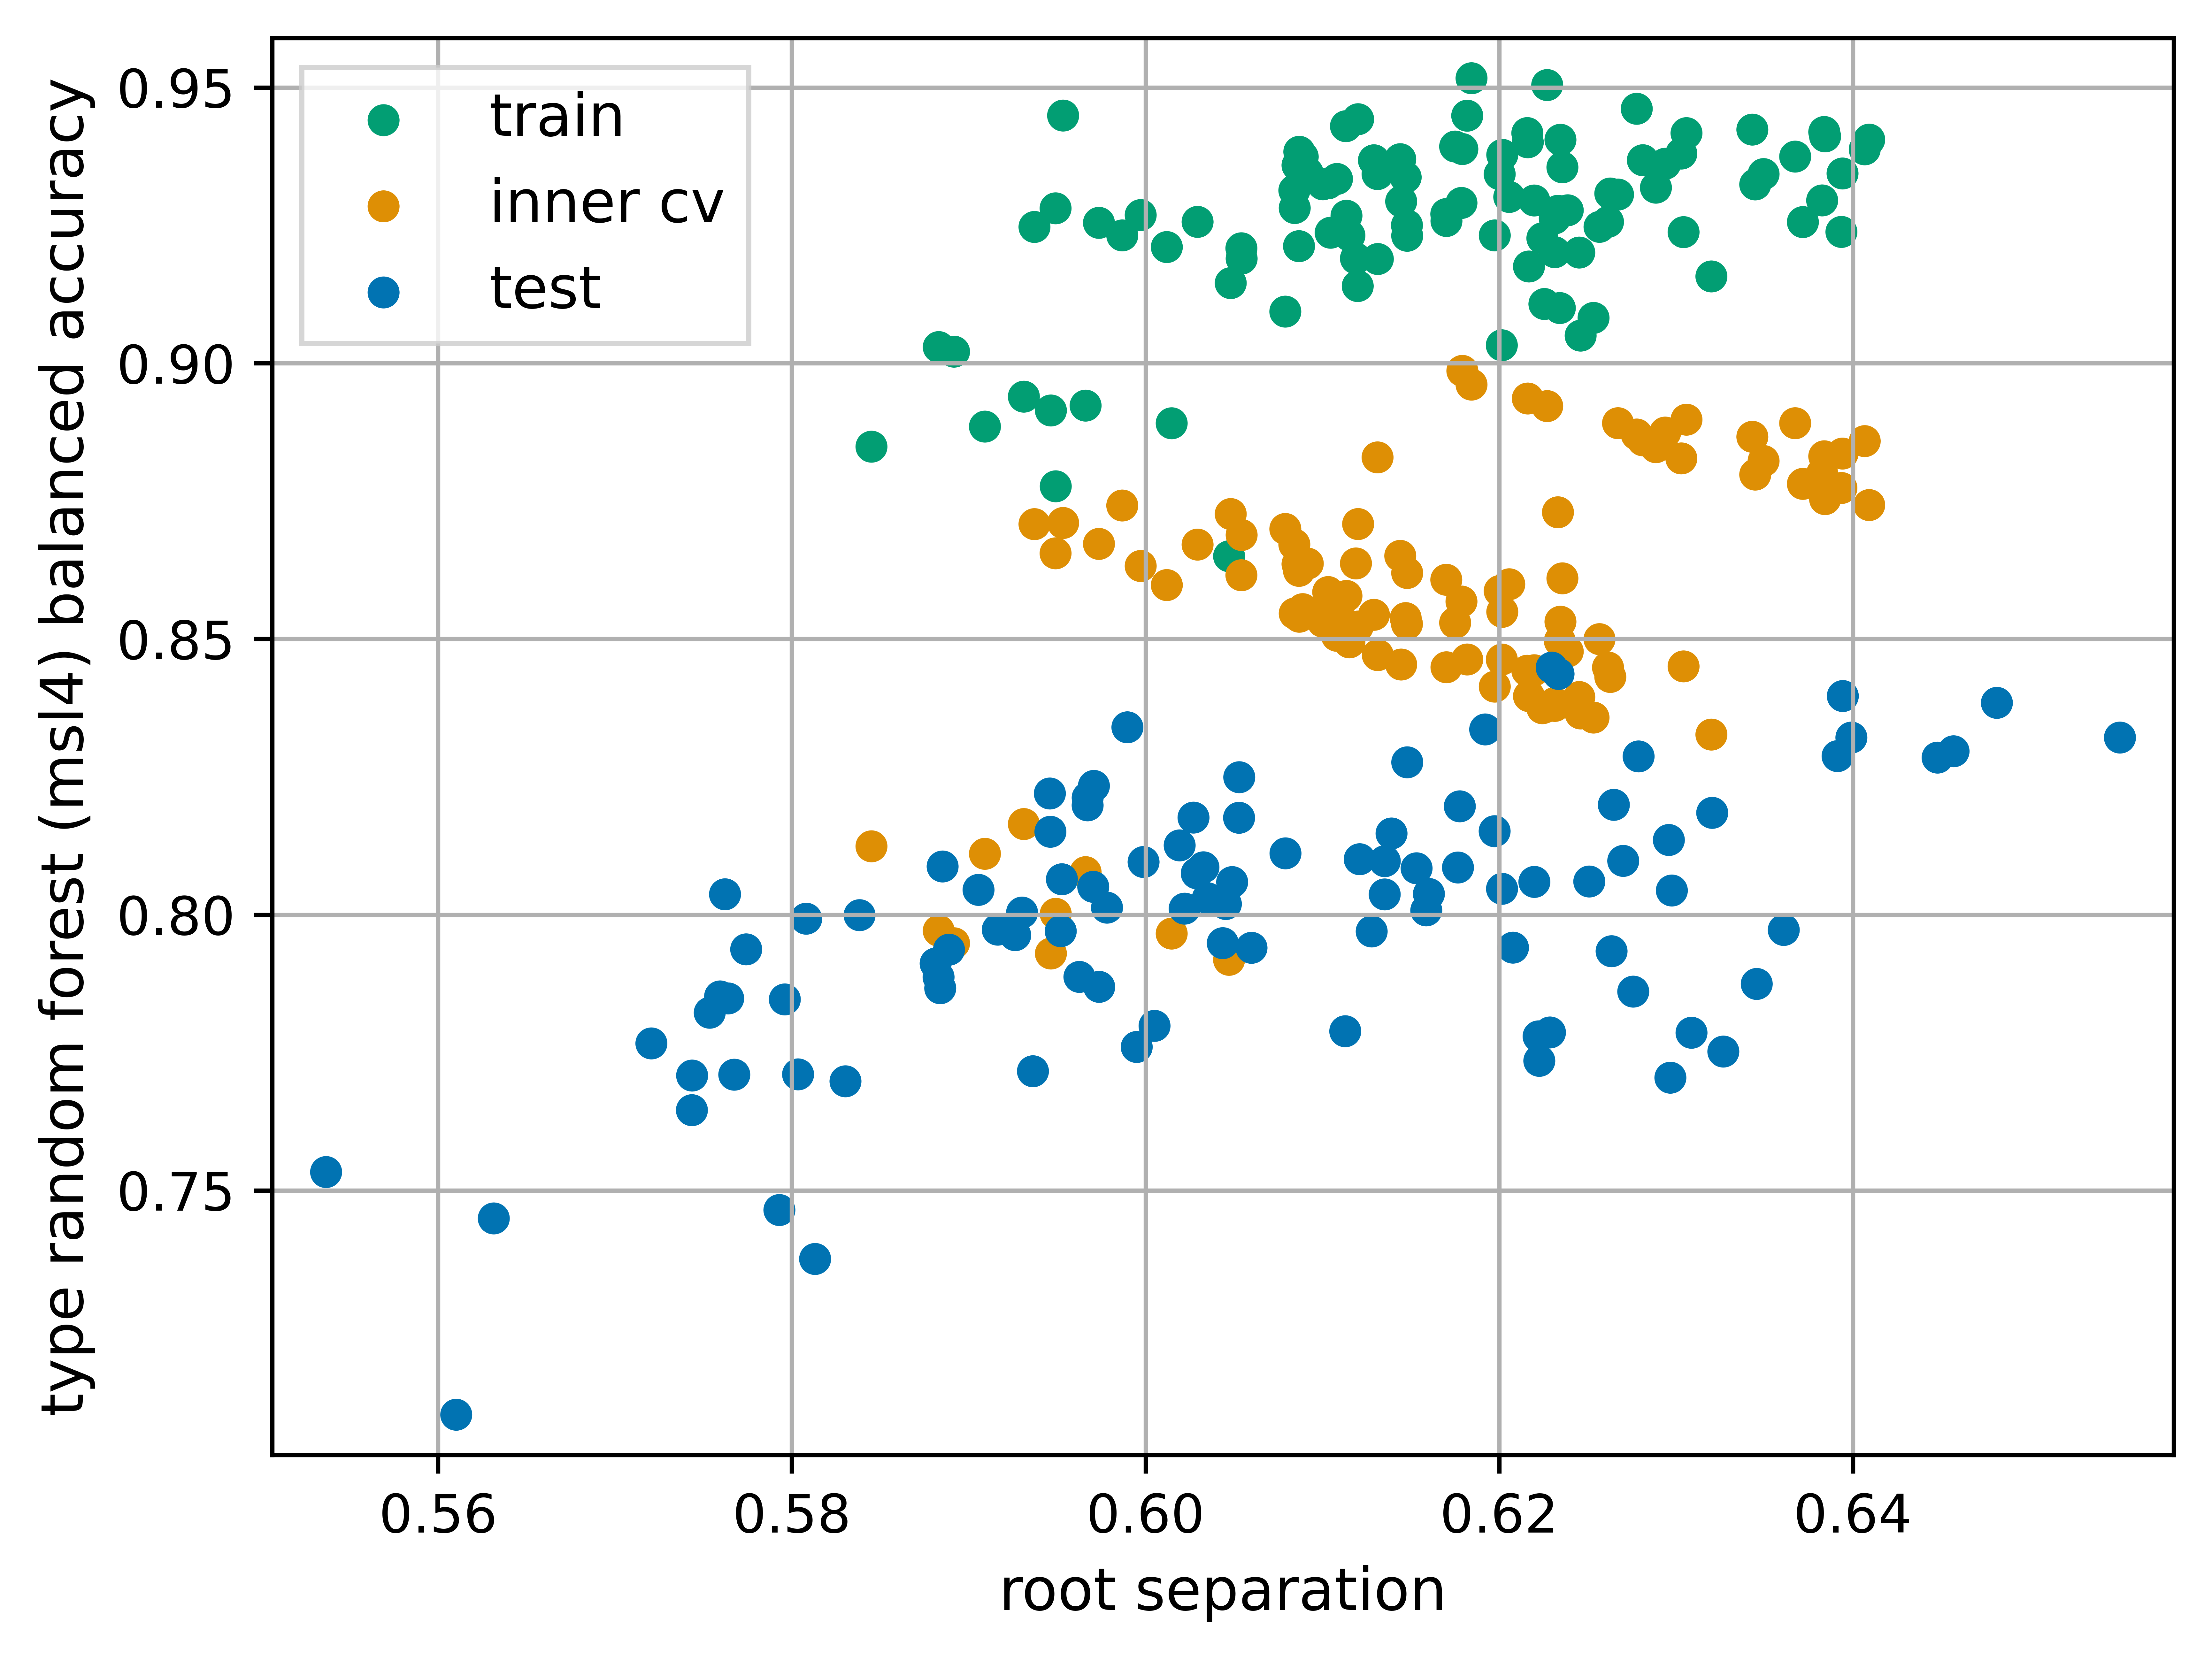 type random forest (msl4) balanced accuracy
0.95
0.90
0.85
0.80
0.75
train
inner cv
test
0.56 0.58 0.60 0.62 0.64
root separation